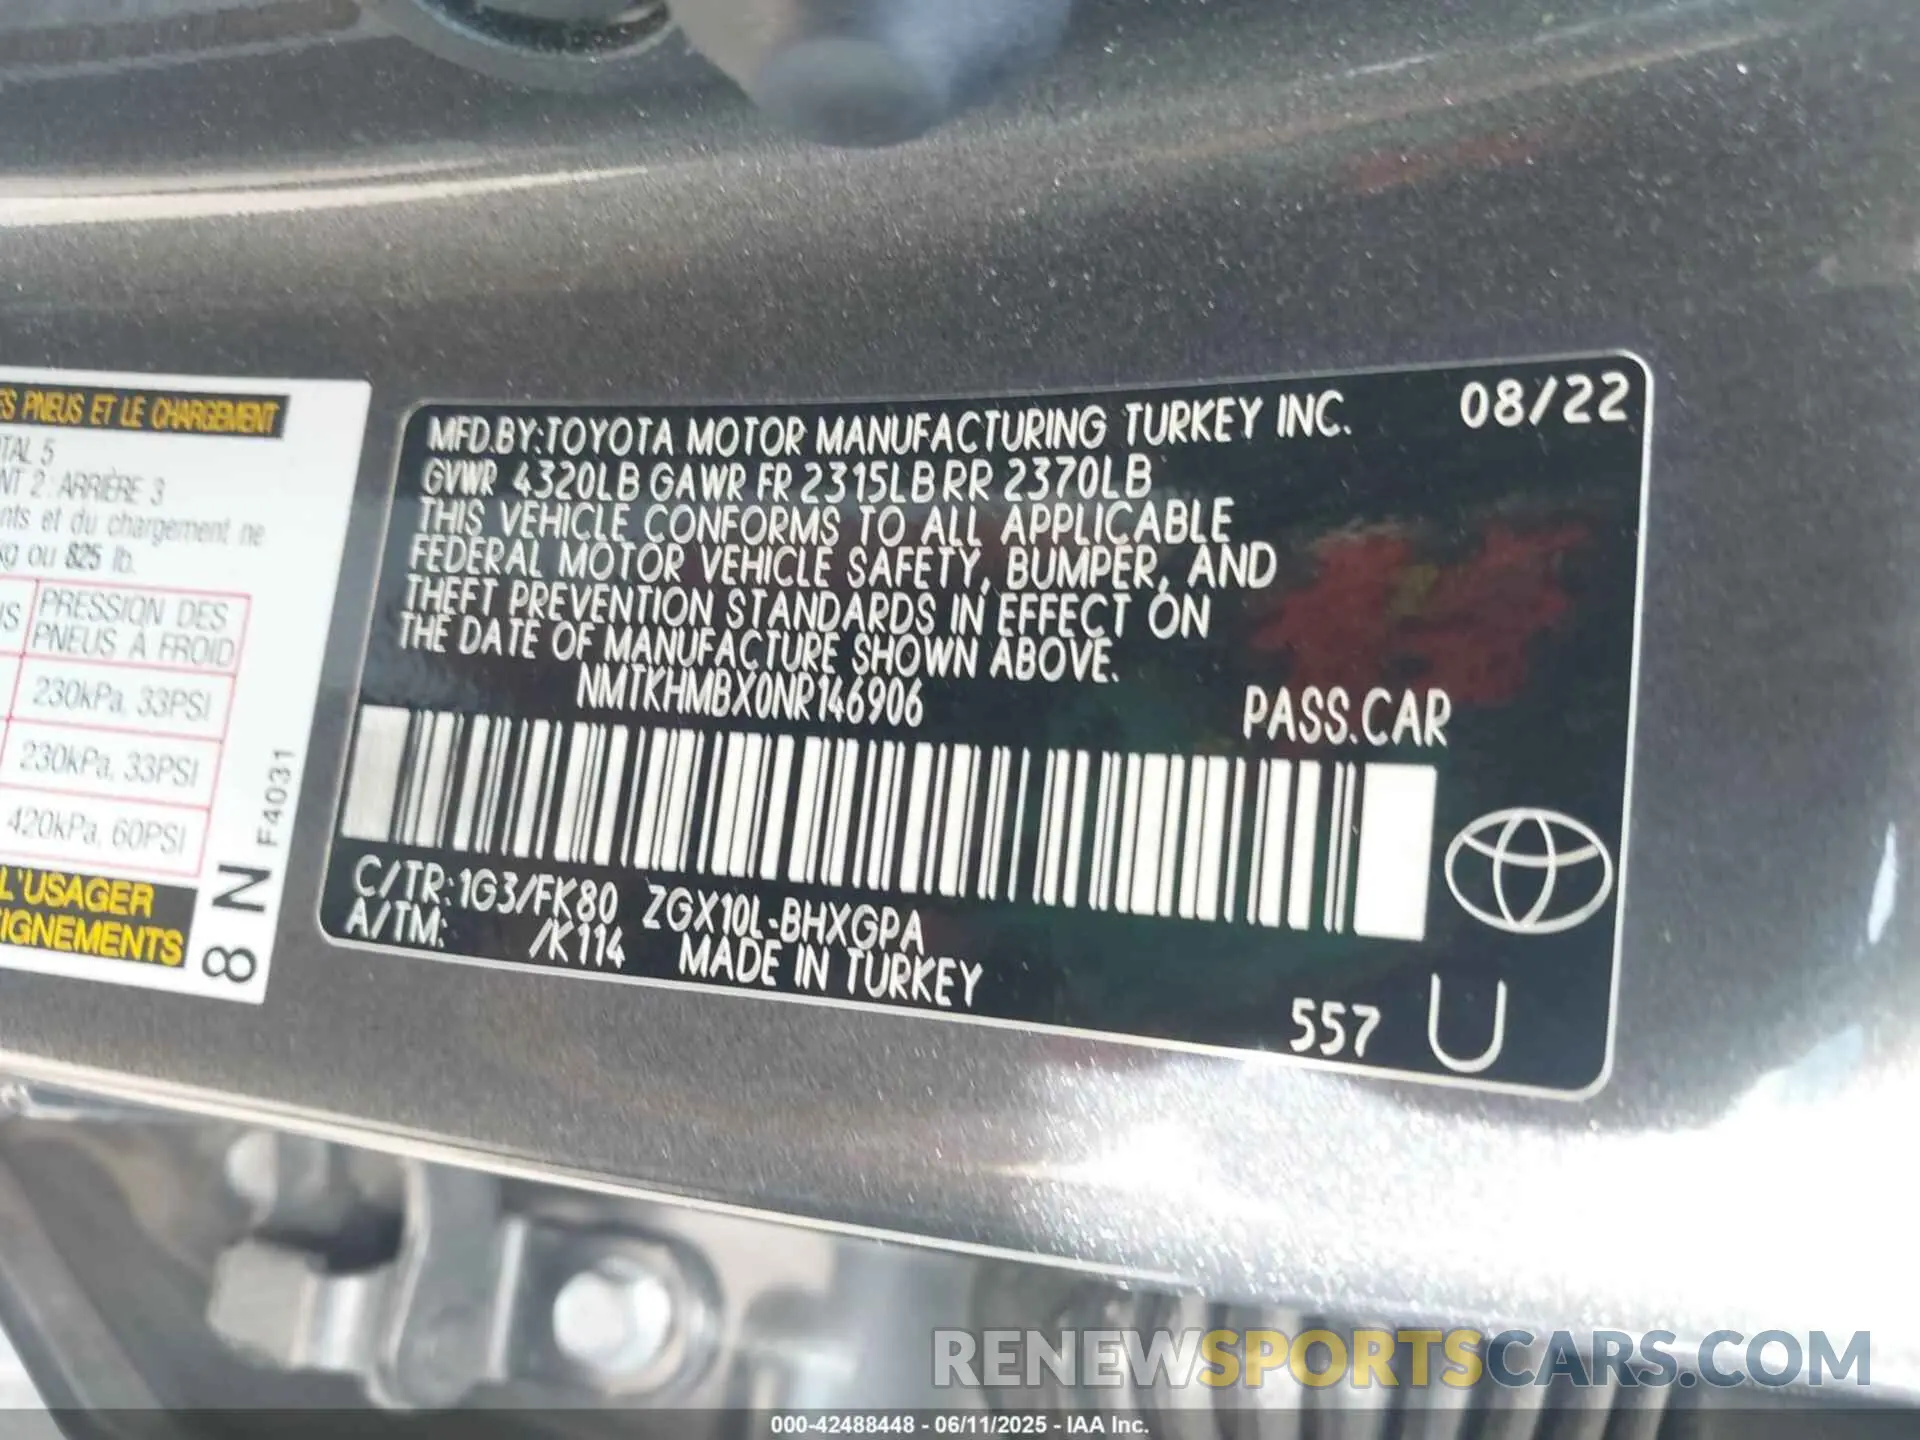 ES PNEUS ET LE CHARGEMENT
TAL 5
NT 2 : ARRIÈRE 3
nts et du chargement ne
kg ou 825 lb.
PRESSION DES
PNEUS À FROID
230kPa, 33PSI
230kPa, 33PSI
420kPa, 60PSI
L'USAGER
IGNEMENTS
8 N
F4031
MFD.BY:TOYOTA MOTOR MANUFACTURING TURKEY INC. 08/22
GVWR 4320LB GAWR FR 2315LB RR 2370LB
THIS VEHICLE CONFORMS TO ALL APPLICABLE
FEDERAL MOTOR VEHICLE SAFETY, BUMPER, AND
THEFT PREVENTION STANDARDS IN EFFECT ON
THE DATE OF MANUFACTURE SHOWN ABOVE.
NMTKHMBX0NR146906 PASS.CAR
C/TR:1G3/FK80 ZGX10L-BHXGPA
A/TM: /K114 MADE IN TURKEY
557 U
RENEWSPORTSCARS.COM
000-42488448 - 06/11/2025 - IAA Inc.